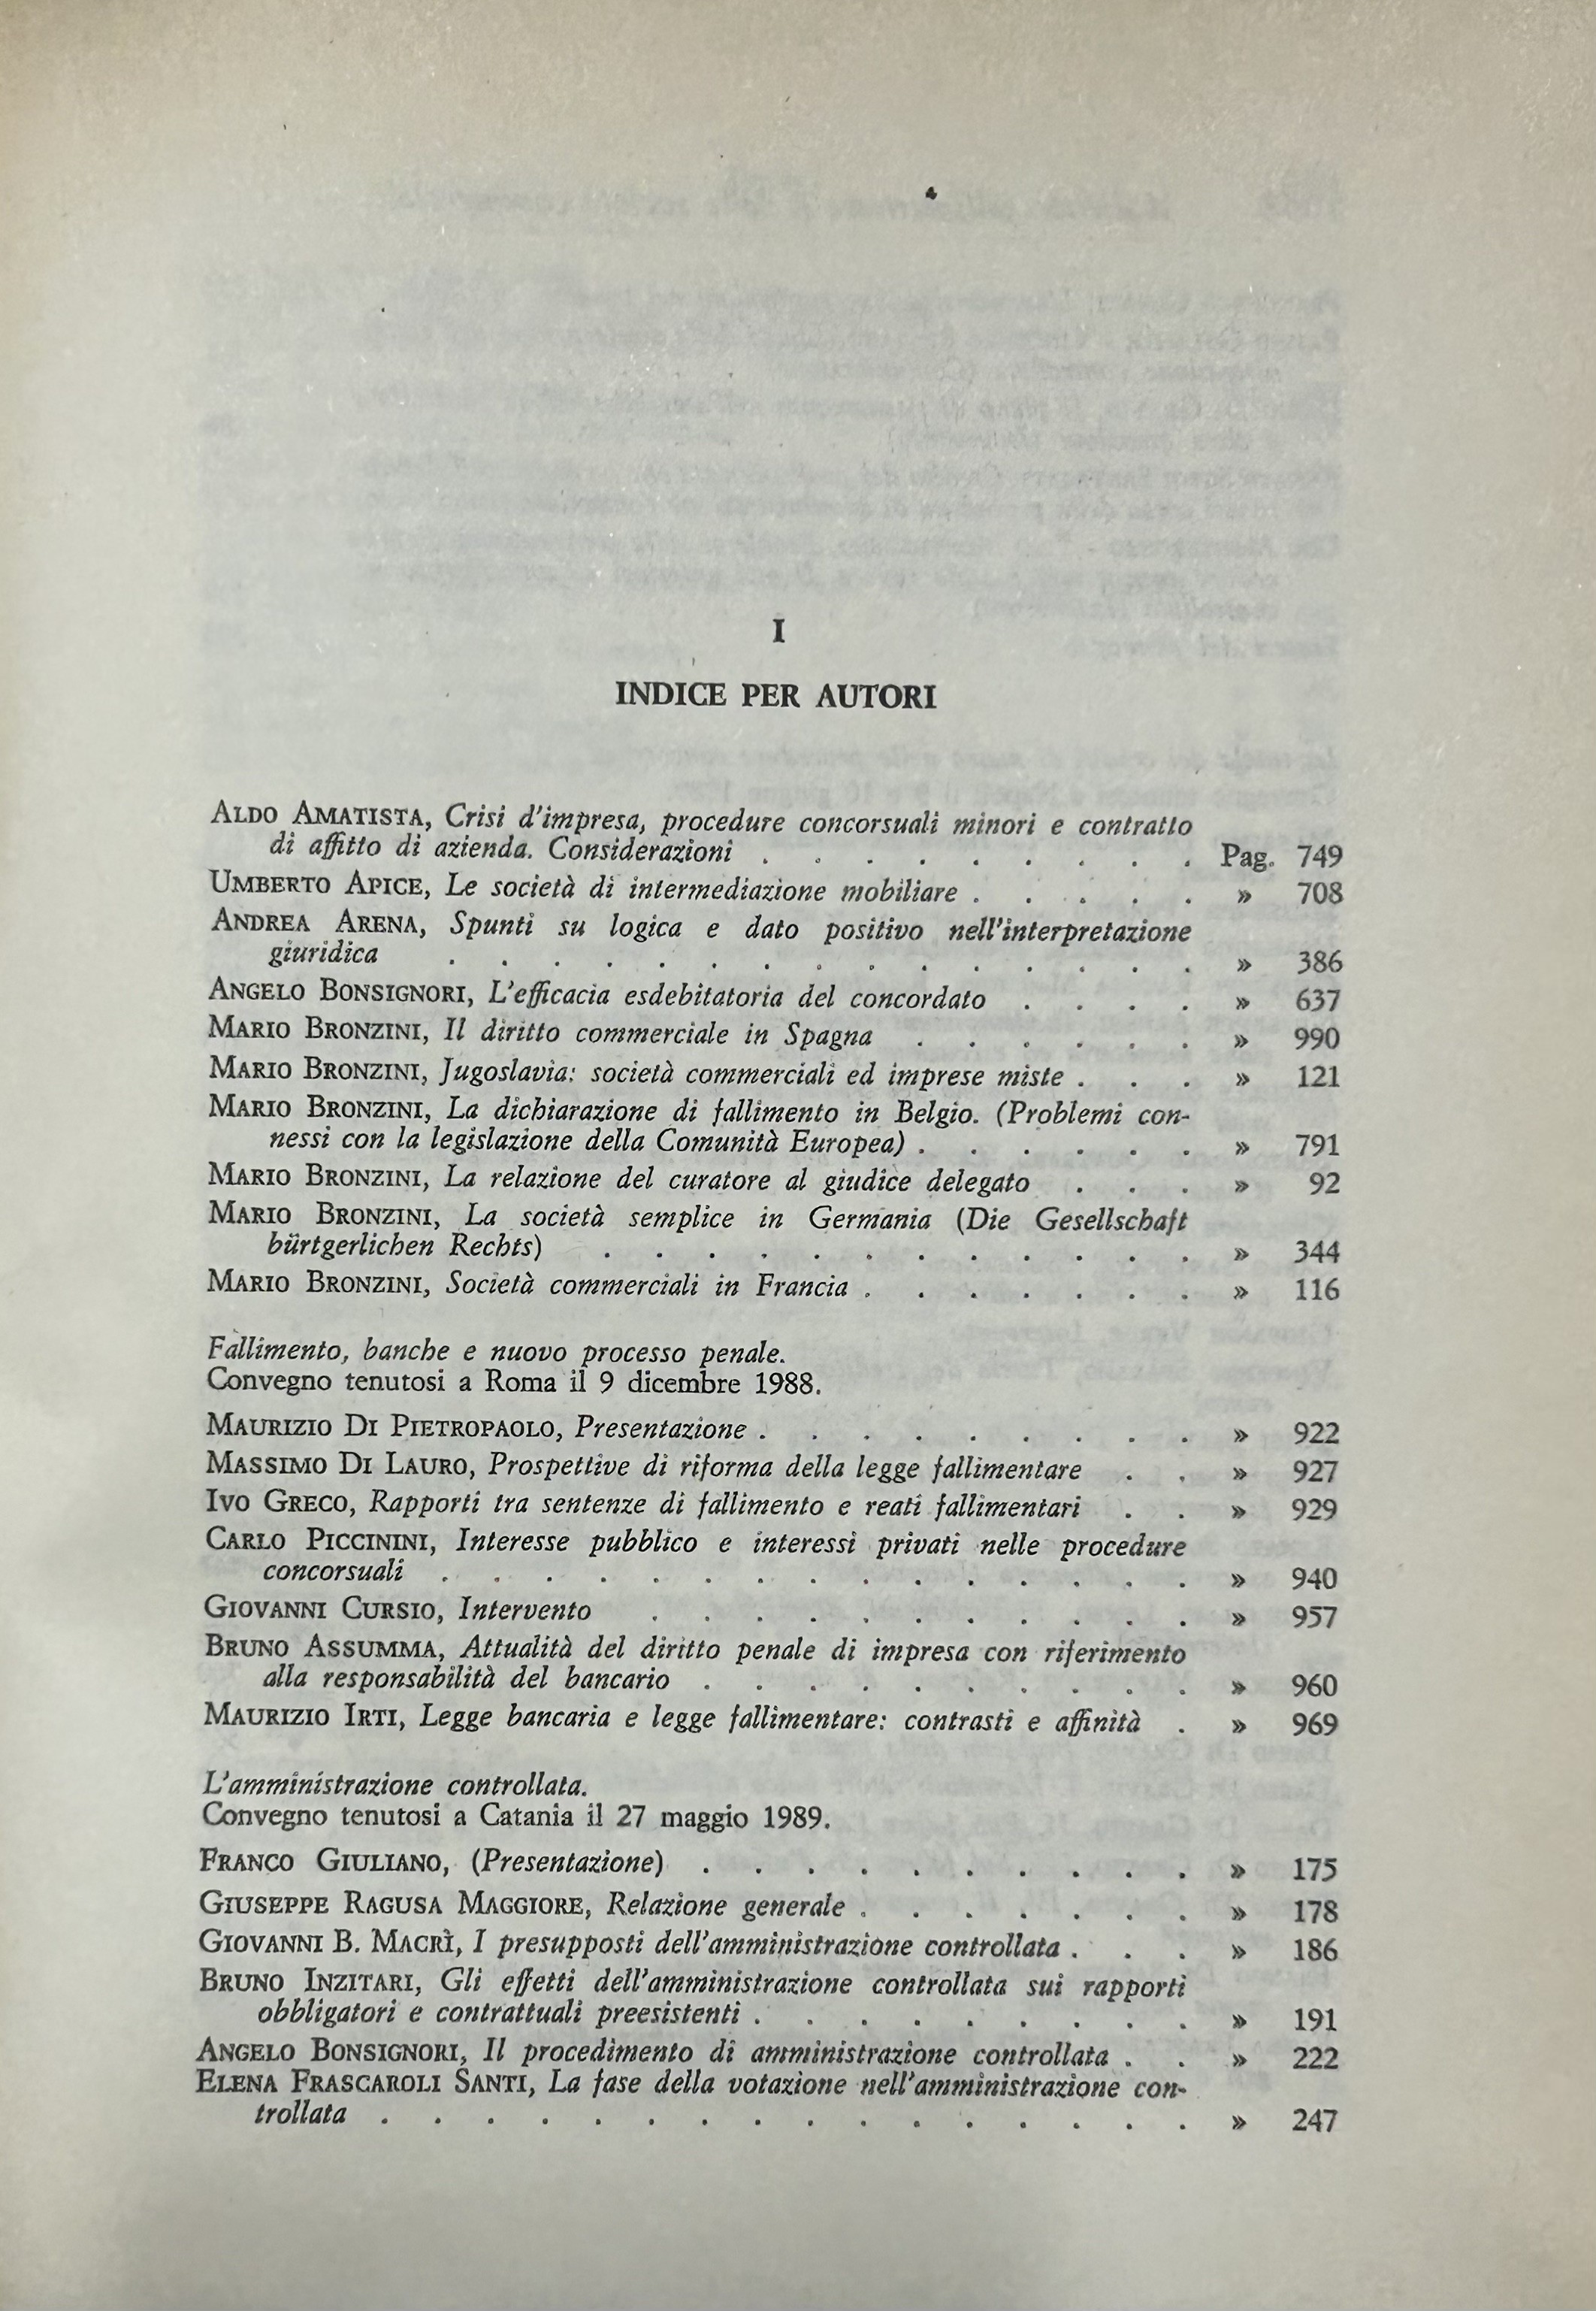 I
INDICE PER AUTORI
ALDO AMATISTA, Crisi d'impresa, procedure concorsuali minori e contratto
di affitto di azienda. Considerazioni . . . . . . . . . Pag. 749
UMBERTO APICE, Le società di intermediazione mobiliare . . . . . » 708
ANDREA ARENA, Spunti su logica e dato positivo nell'interpretazione
giuridica . . . . . . . . . . . . . . . » 386
ANGELO BONSIGNORI, L'efficacia esdebitatoria del concordato . . . . » 637
MARIO BRONZINI, Il diritto commerciale in Spagna . . . . . . » 990
MARIO BRONZINI, Jugoslavia: società commerciali ed imprese miste . . . » 121
MARIO BRONZINI, La dichiarazione di fallimento in Belgio. (Problemi con-
nessi con la legislazione della Comunità Europea) . . . . . . » 791
MARIO BRONZINI, La relazione del curatore al giudice delegato . . . » 92
MARIO BRONZINI, La società semplice in Germania (Die Gesellschaft
bürtgerlichen Rechts) . . . . . . . . . . . . » 344
MARIO BRONZINI, Società commerciali in Francia . . . . . . . » 116
Fallimento, banche e nuovo processo penale.
Convegno tenutosi a Roma il 9 dicembre 1988.
MAURIZIO DI PIETROPAOLO, Presentazione . . . . . . . . . » 922
MASSIMO DI LAURO, Prospettive di riforma della legge fallimentare . . » 927
IVO GRECO, Rapporti tra sentenze di fallimento e reati fallimentari . . » 929
CARLO PICCININI, Interesse pubblico e interessi privati nelle procedure
concorsuali . . . . . . . . . . . . . . . » 940
GIOVANNI CURSIO, Intervento . . . . . . . . . . . » 957
BRUNO ASSUMMA, Attualità del diritto penale di impresa con riferimento
alla responsabilità del bancario . . . . . . . . . . » 960
MAURIZIO IRTI, Legge bancaria e legge fallimentare: contrasti e affinità . » 969
L'amministrazione controllata.
Convegno tenutosi a Catania il 27 maggio 1989.
FRANCO GIULIANO, (Presentazione) . . . . . . . . . . » 175
GIUSEPPE RAGUSA MAGGIORE, Relazione generale . . . . . . . » 178
GIOVANNI B. MACRÌ, I presupposti dell'amministrazione controllata . . . » 186
BRUNO INZITARI, Gli effetti dell'amministrazione controllata sui rapporti
obbligatori e contrattuali preesistenti . . . . . . . . . » 191
ANGELO BONSIGNORI, Il procedimento di amministrazione controllata . . » 222
ELENA FRASCAROLI SANTI, La fase della votazione nell'amministrazione con-
trollata . . . . . . . . . . . . . . . . » 247